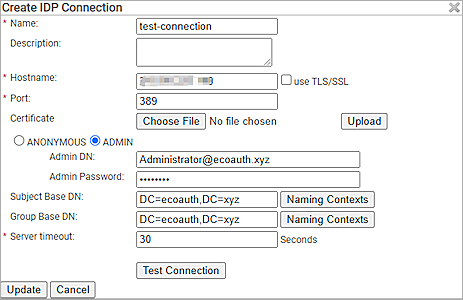 Create IDP Connection
* Name: test-connection
Description:
* Hostname: use TLS/SSL
* Port: 389
Certificate Choose File No file chosen Upload
ANONYMOUS ADMIN
Admin DN: Administrator@ecoauth.xyz
Admin Password: ••••••••
Subject Base DN: DC=ecoauth,DC=xyz Naming Contexts
Group Base DN: DC=ecoauth,DC=xyz Naming Contexts
* Server timeout: 30 Seconds
Test Connection
Update Cancel